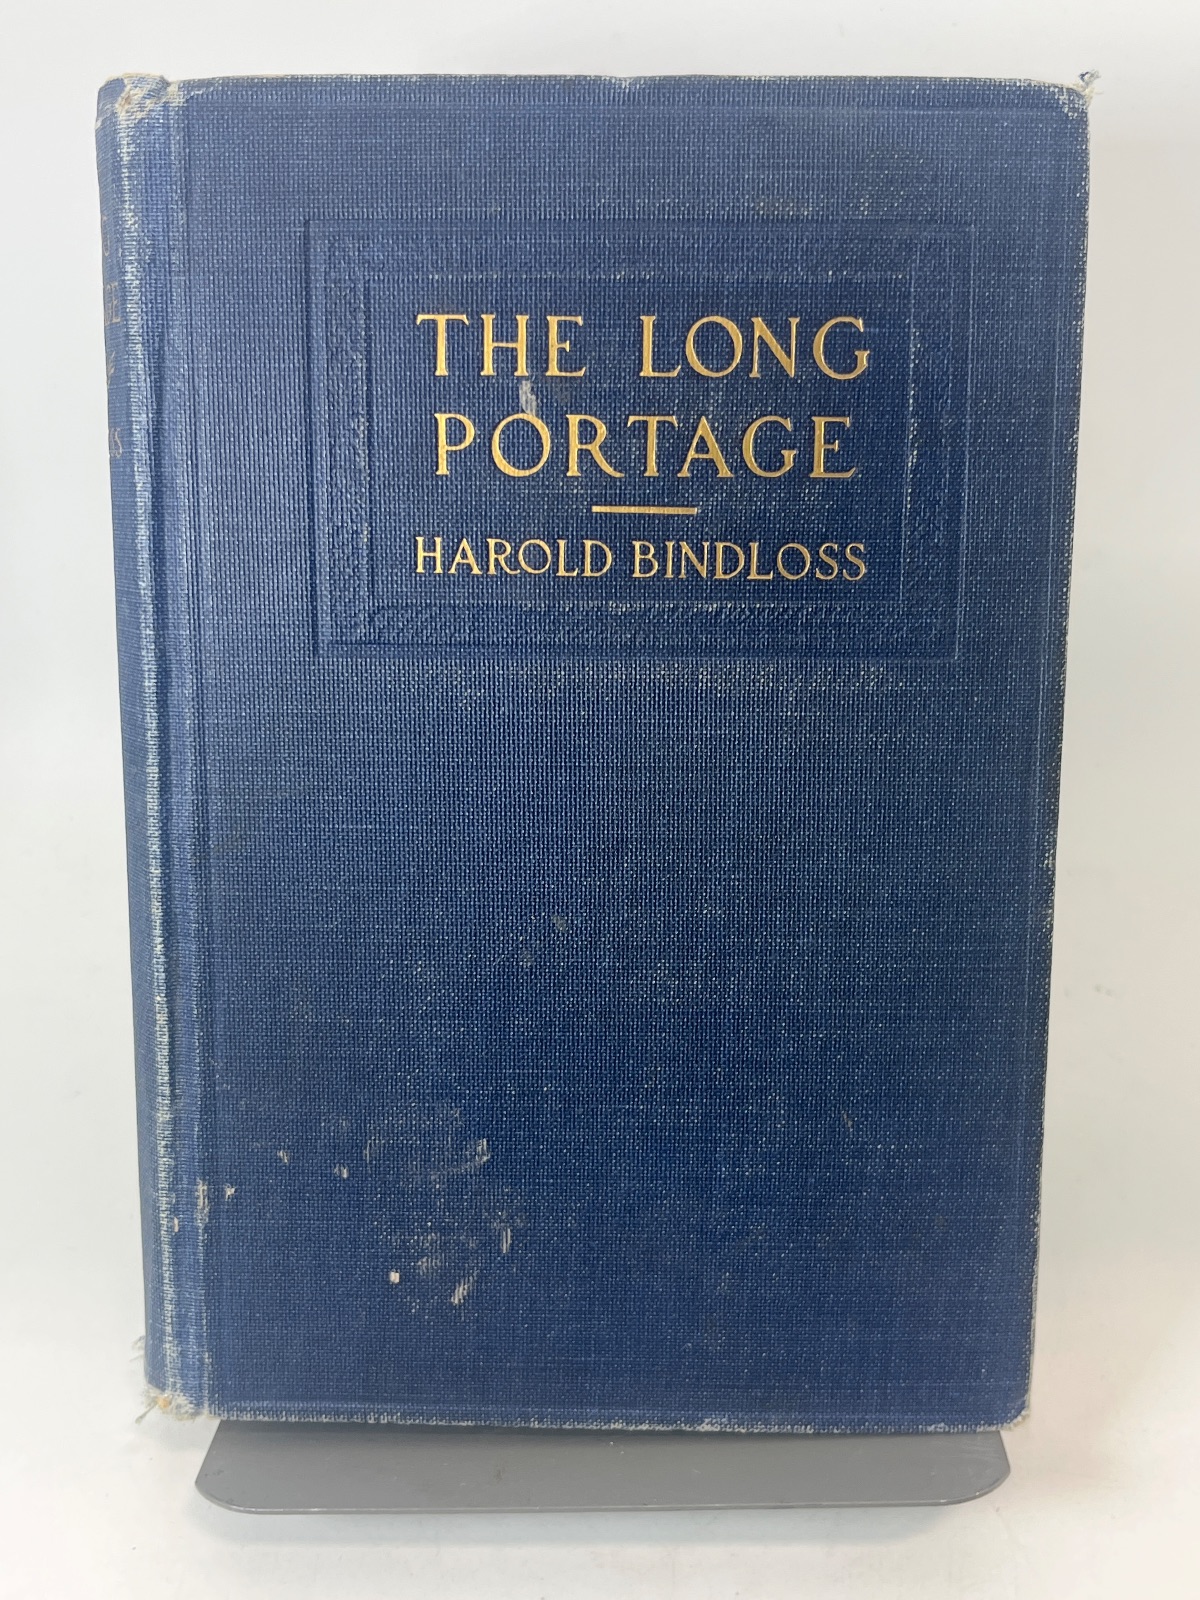 THE LONG
PORTAGE
HAROLD BINDLOSS